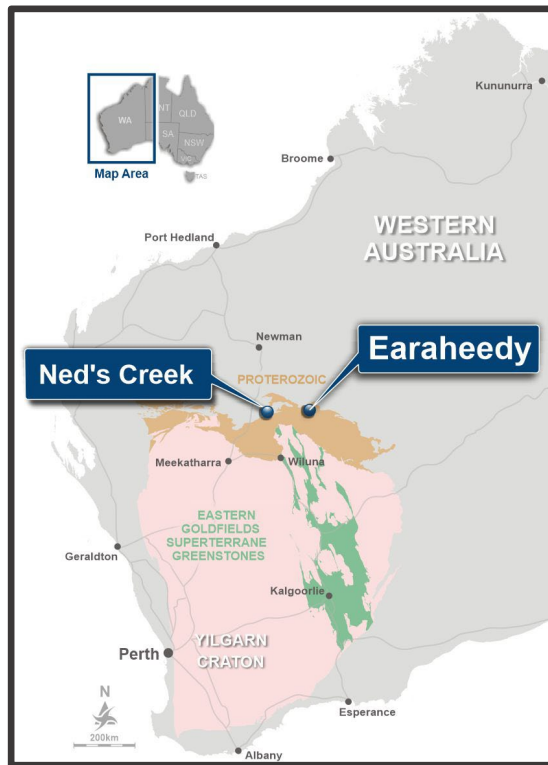 Kununurra
WA
NT
QLD
SA
NSW
VIC
TAS
Map Area
Broome
WESTERN
AUSTRALIA
Port Hedland
Newman
Ned's Creek
Earaheedy
PROTEROZOIC
Meekatharra
Wiluna
EASTERN
GOLDFIELDS
SUPERTERRANE
GREENSTONES
Geraldton
Kalgoorlie
YILGARN
CRATON
Perth
N
200km
Esperance
Albany